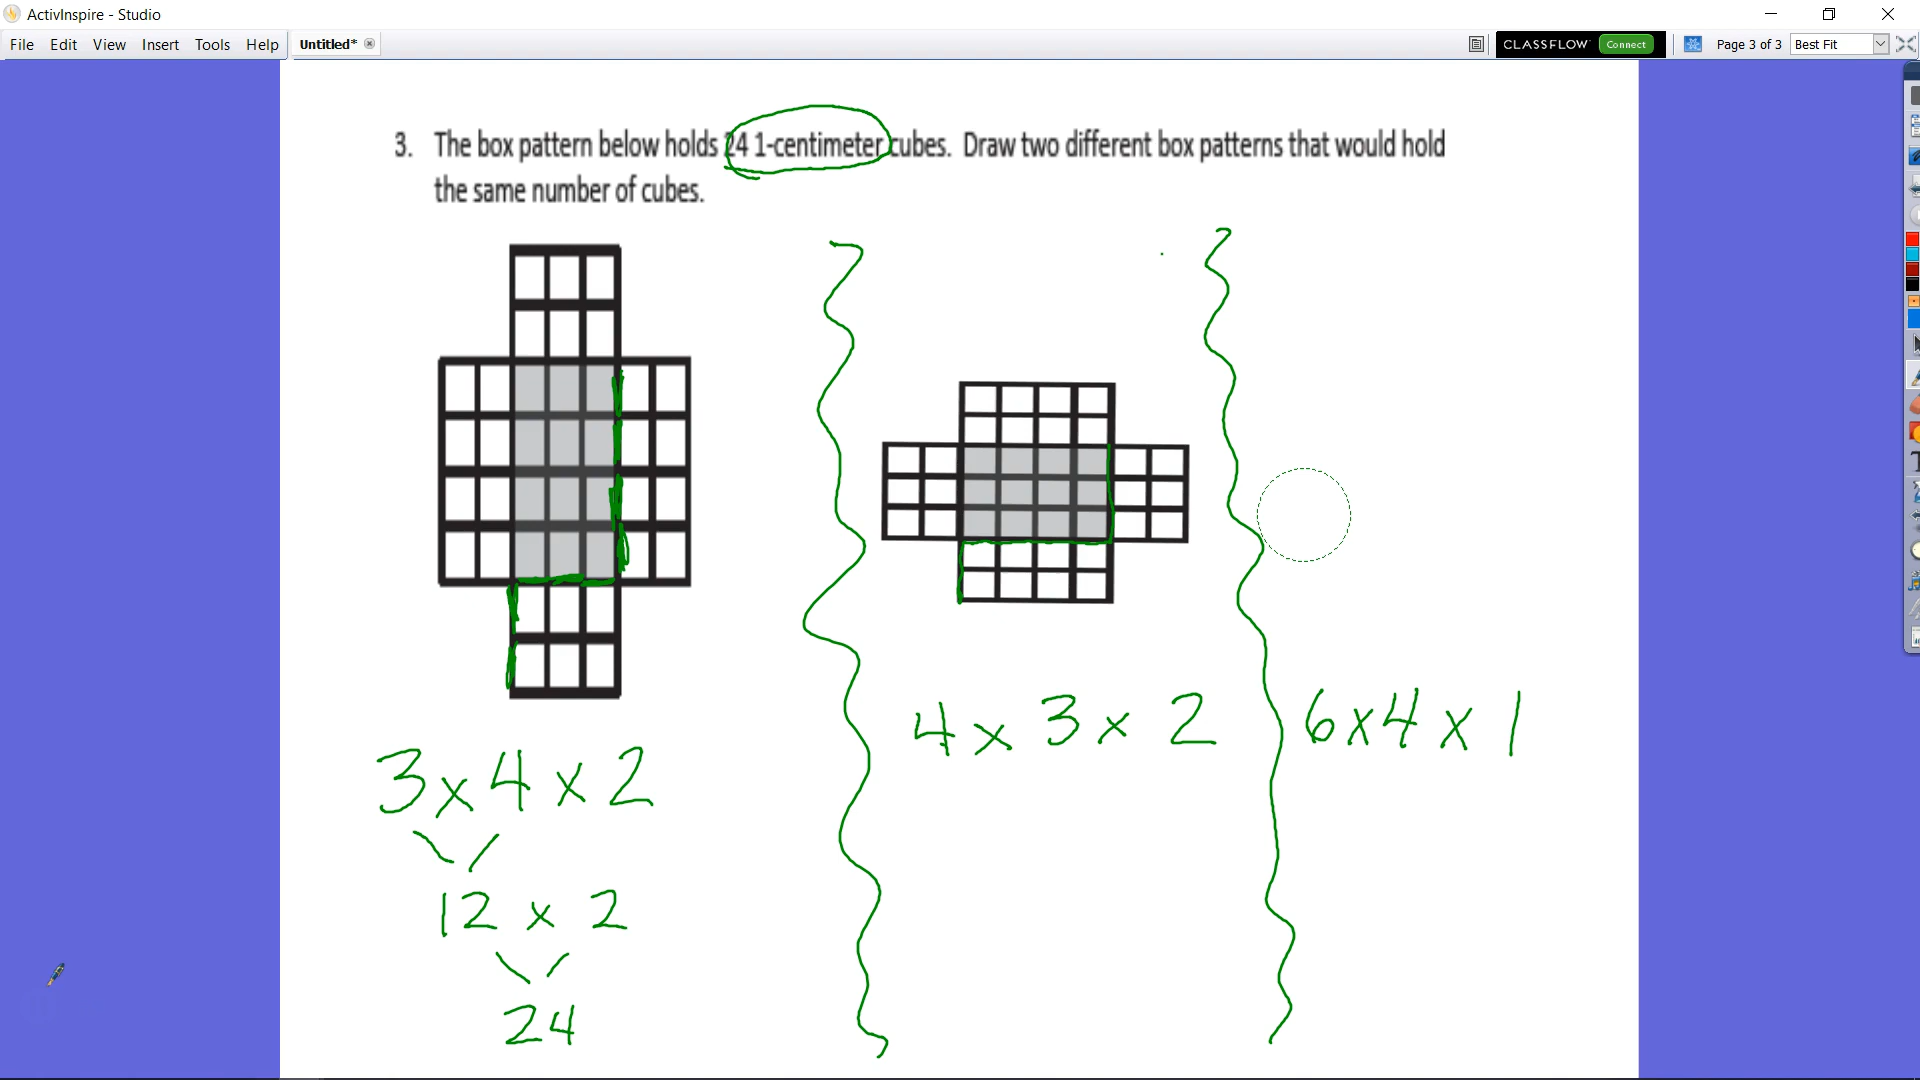 ActivInspire - Studio
File Edit View Insert Tools Help Untitled* CLASSFLOW Connect Page 3 of 3 Best Fit
3. The box pattern below holds 24 1-centimeter cubes. Draw two different box patterns that would hold
the same number of cubes.
3 x 4 x 2
12 x 2
24
4 x 3 x 2
6 x 4 x 1